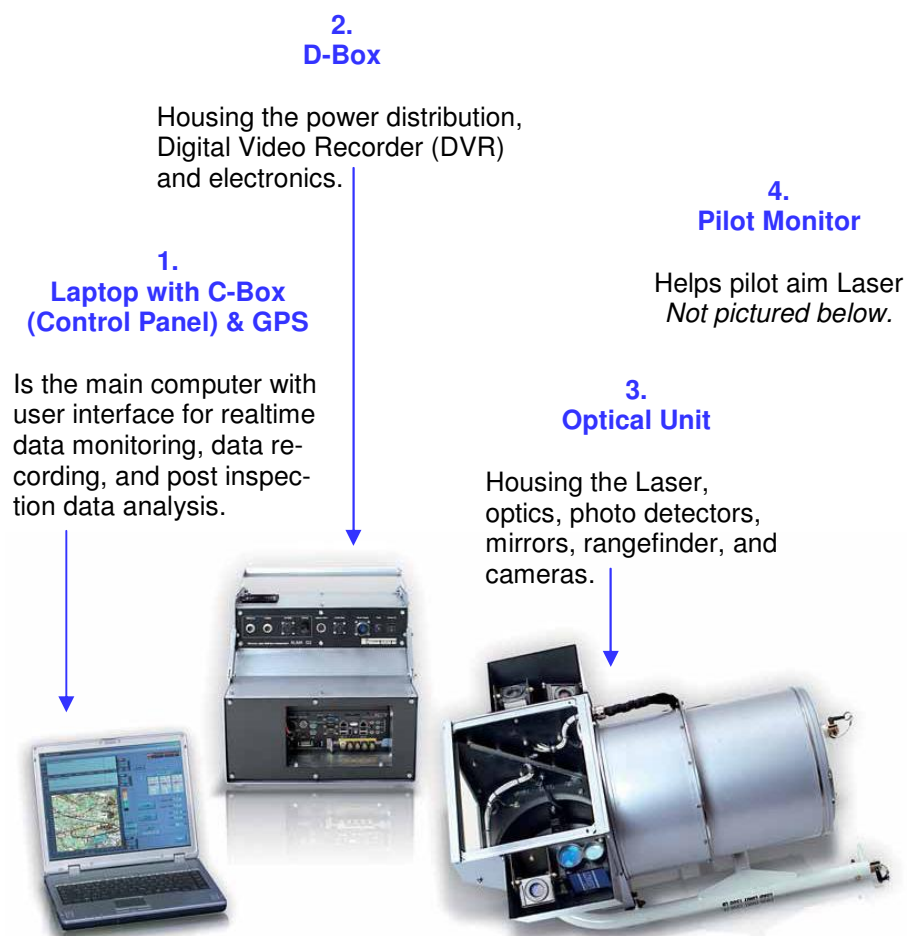 2.
D-Box
Housing the power distribution,
Digital Video Recorder (DVR)
and electronics.
4.
Pilot Monitor
Helps pilot aim Laser
Not pictured below.
1.
Laptop with C-Box
(Control Panel) & GPS
Is the main computer with
user interface for realtime
data monitoring, data re-
cording, and post inspec-
tion data analysis.
3.
Optical Unit
Housing the Laser,
optics, photo detectors,
mirrors, rangefinder, and
cameras.